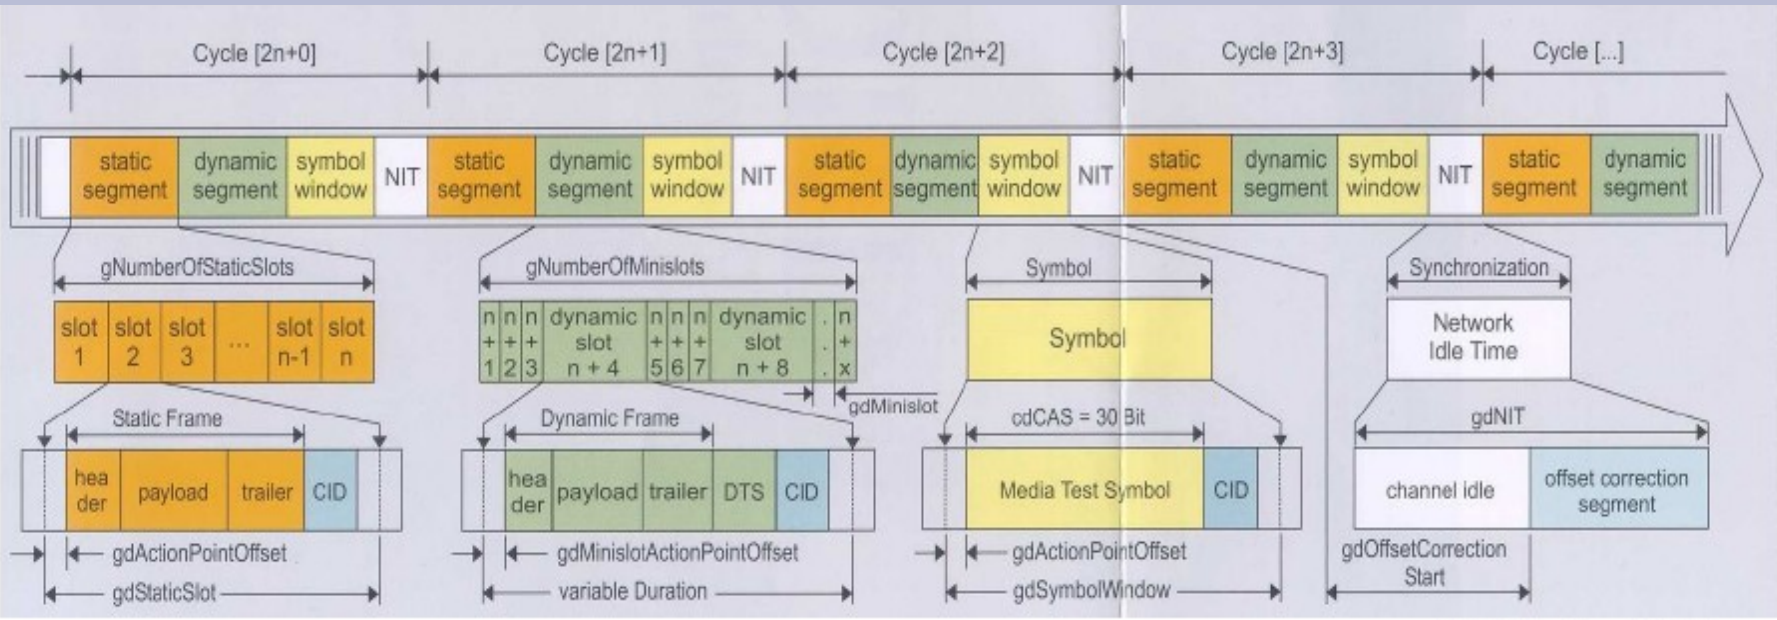 Cycle [2n+0]
Cycle [2n+1]
Cycle [2n+2]
Cycle [2n+3]
Cycle [...]
static
segment
dynamic
segment
symbol
window
NIT
static
segment
dynamic
segment
symbol
window
NIT
static
segment
dynamic
segment
symbol
window
NIT
static
segment
dynamic
segment
symbol
window
NIT
static
segment
dynamic
segment
gNumberOfStaticSlots
slot
1
slot
2
slot
3
...
slot
n-1
slot
n
Static Frame
hea
der
payload
trailer
CID
gdActionPointOffset
gdStaticSlot
gNumberOfMinislots
n
+
1
n
+
2
n
+
3
dynamic
slot
n + 4
n
+
5
n
+
6
n
+
7
dynamic
slot
n + 8
.
.
.
n
+
x
gdMinislot
Dynamic Frame
hea
der
payload
trailer
DTS
CID
gdMinislotActionPointOffset
variable Duration
Symbol
Symbol
cdCAS = 30 Bit
Media Test Symbol
CID
gdActionPointOffset
gdSymbolWindow
Synchronization
Network
Idle Time
gdNIT
channel idle
offset correction
segment
gdOffsetCorrection
Start